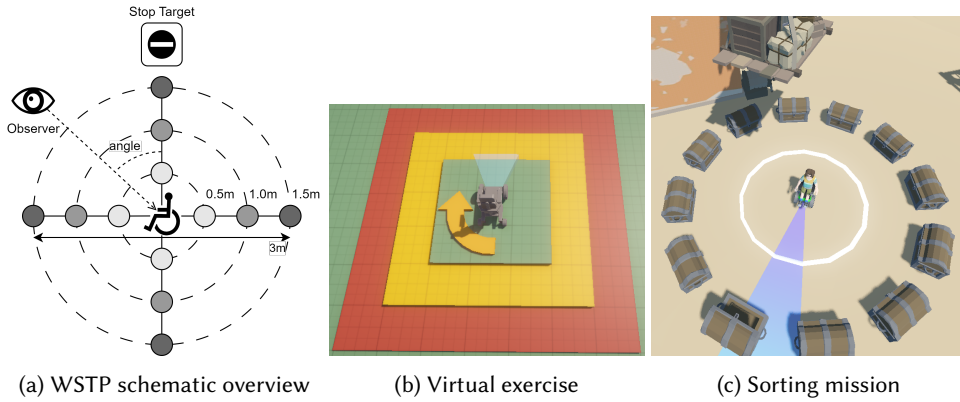 Stop Target
Observer
angle
0.5m 1.0m 1.5m
3m
(a) WSTP schematic overview
(b) Virtual exercise
(c) Sorting mission